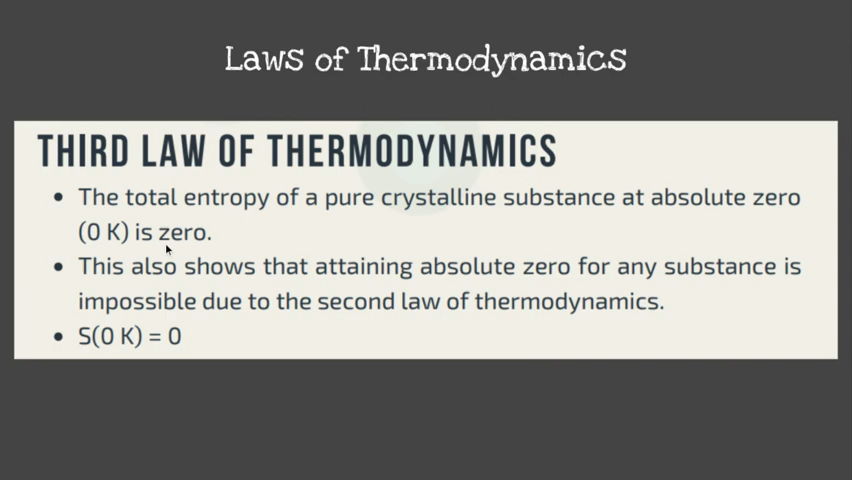 Laws of Thermodynamics
THIRD LAW OF THERMODYNAMICS
• The total entropy of a pure crystalline substance at absolute zero
(0 K) is zero.
• This also shows that attaining absolute zero for any substance is
impossible due to the second law of thermodynamics.
• S(0 K) = 0